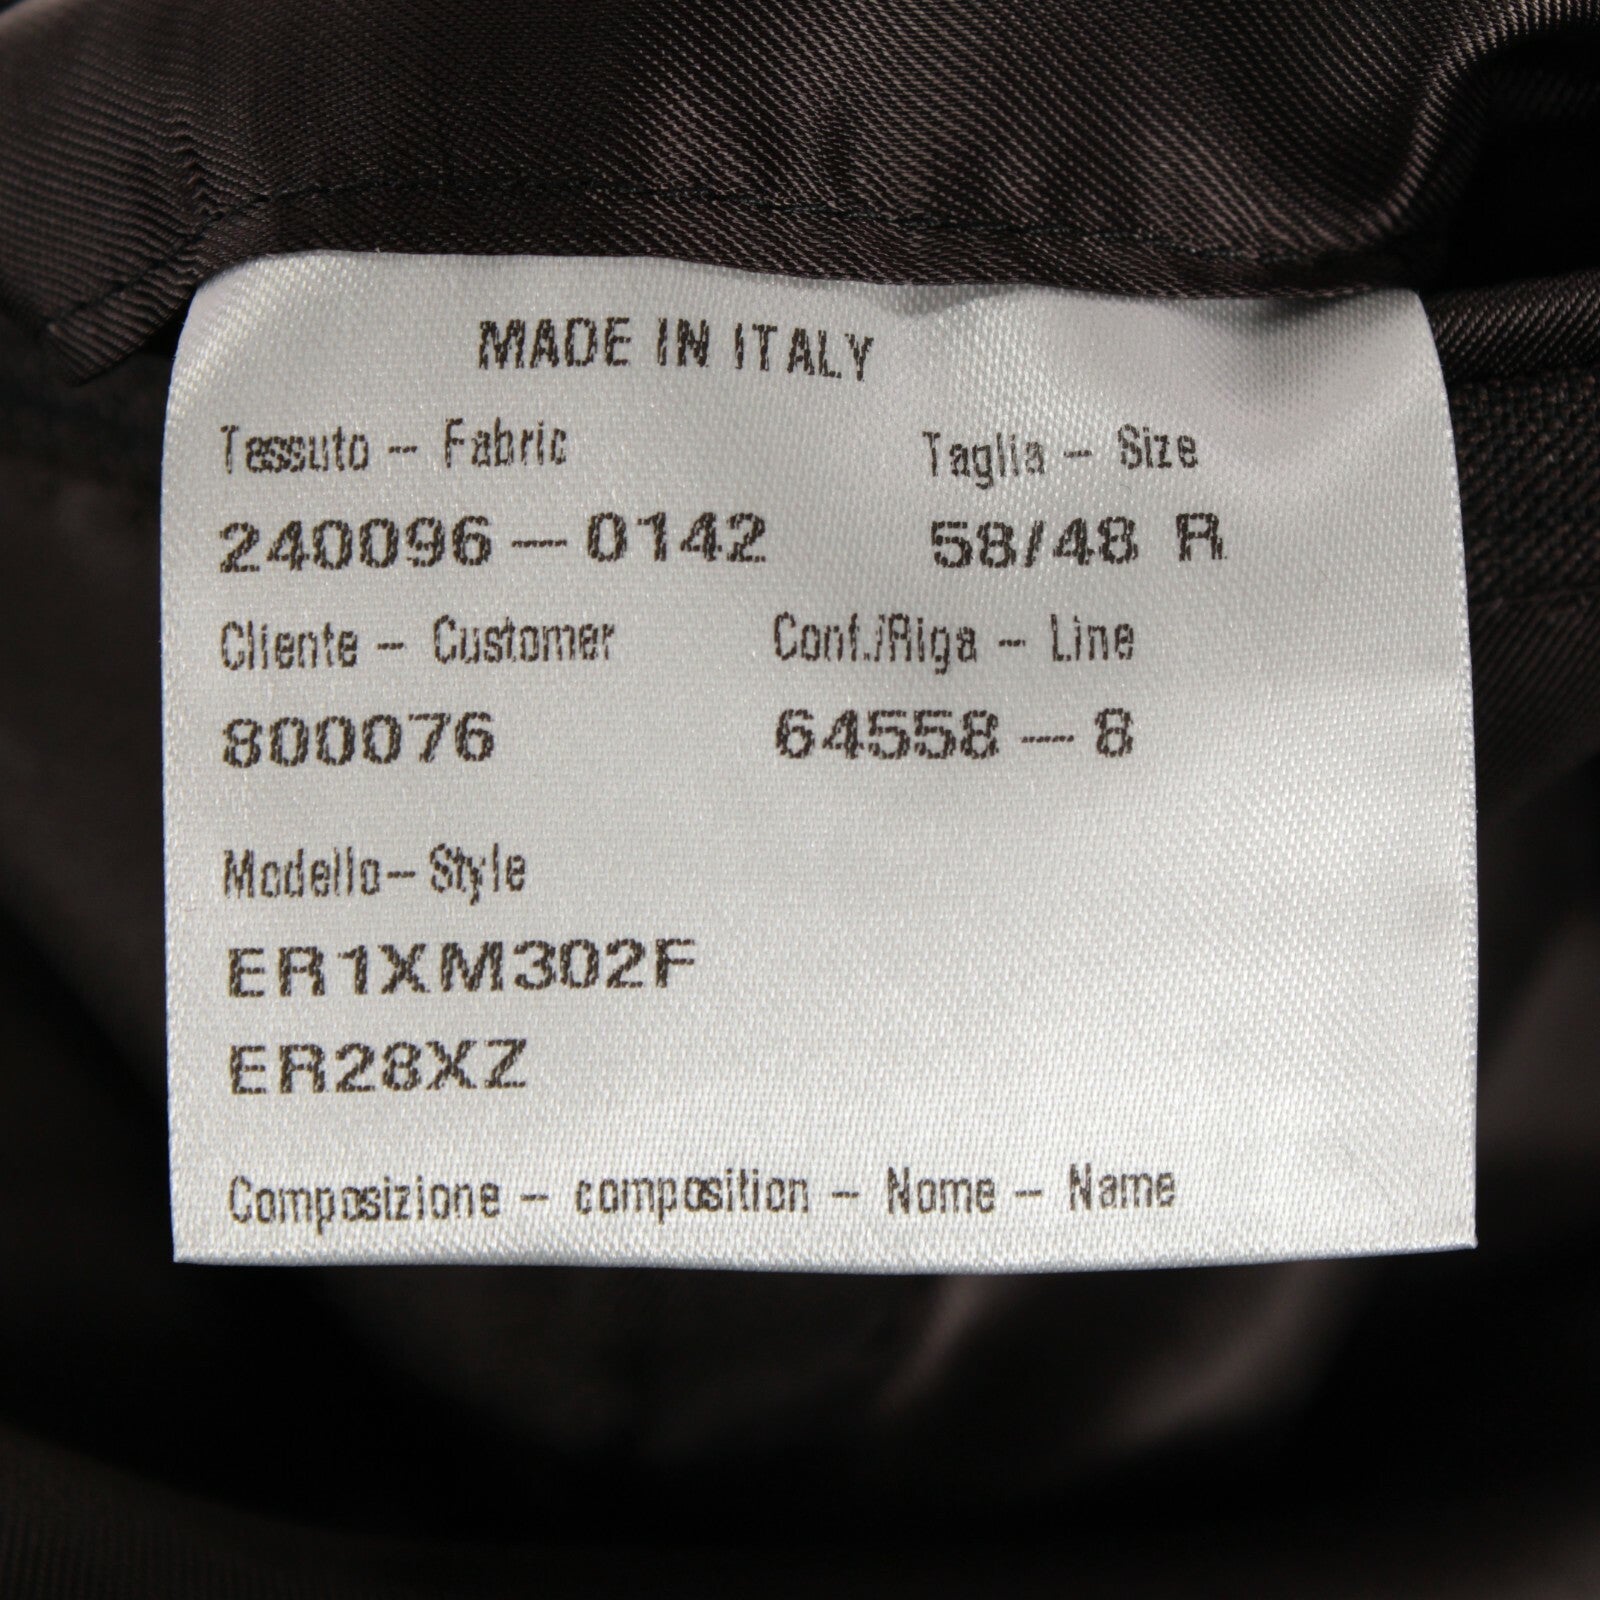 MADE IN ITALY
Tessuto - Fabric Taglia - Size
240096-0142 58/48 R
Cliente - Customer Conf./Riga - Line
800076 64558-8
Modello- Style
ER1XM302F
ER28XZ
Composizione - composition - Nome - Name